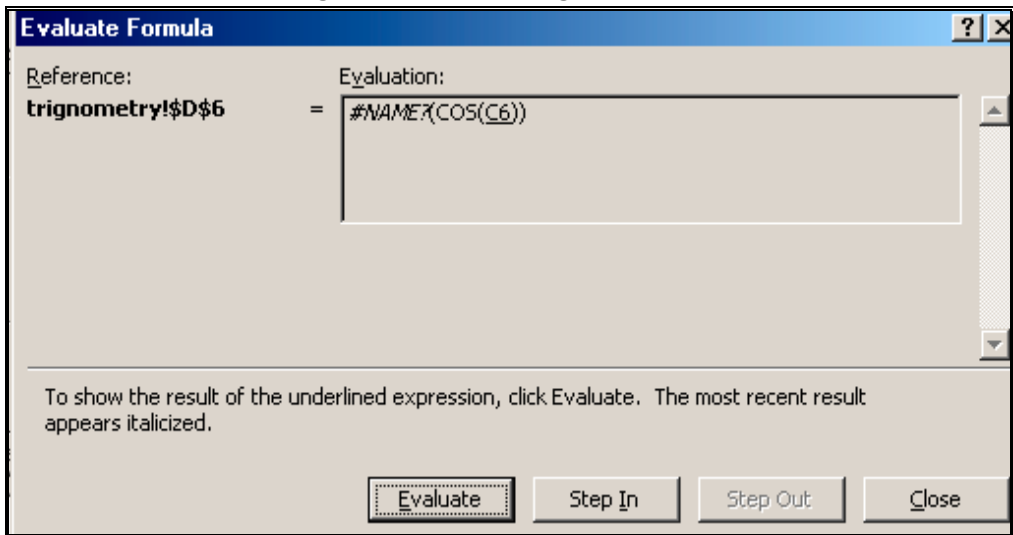 Evaluate Formula
Reference:
Evaluation:
trignometry!$D$6 = #NAME?(COS(C6))
To show the result of the underlined expression, click Evaluate. The most recent result
appears italicized.
Evaluate Step In Step Out Close